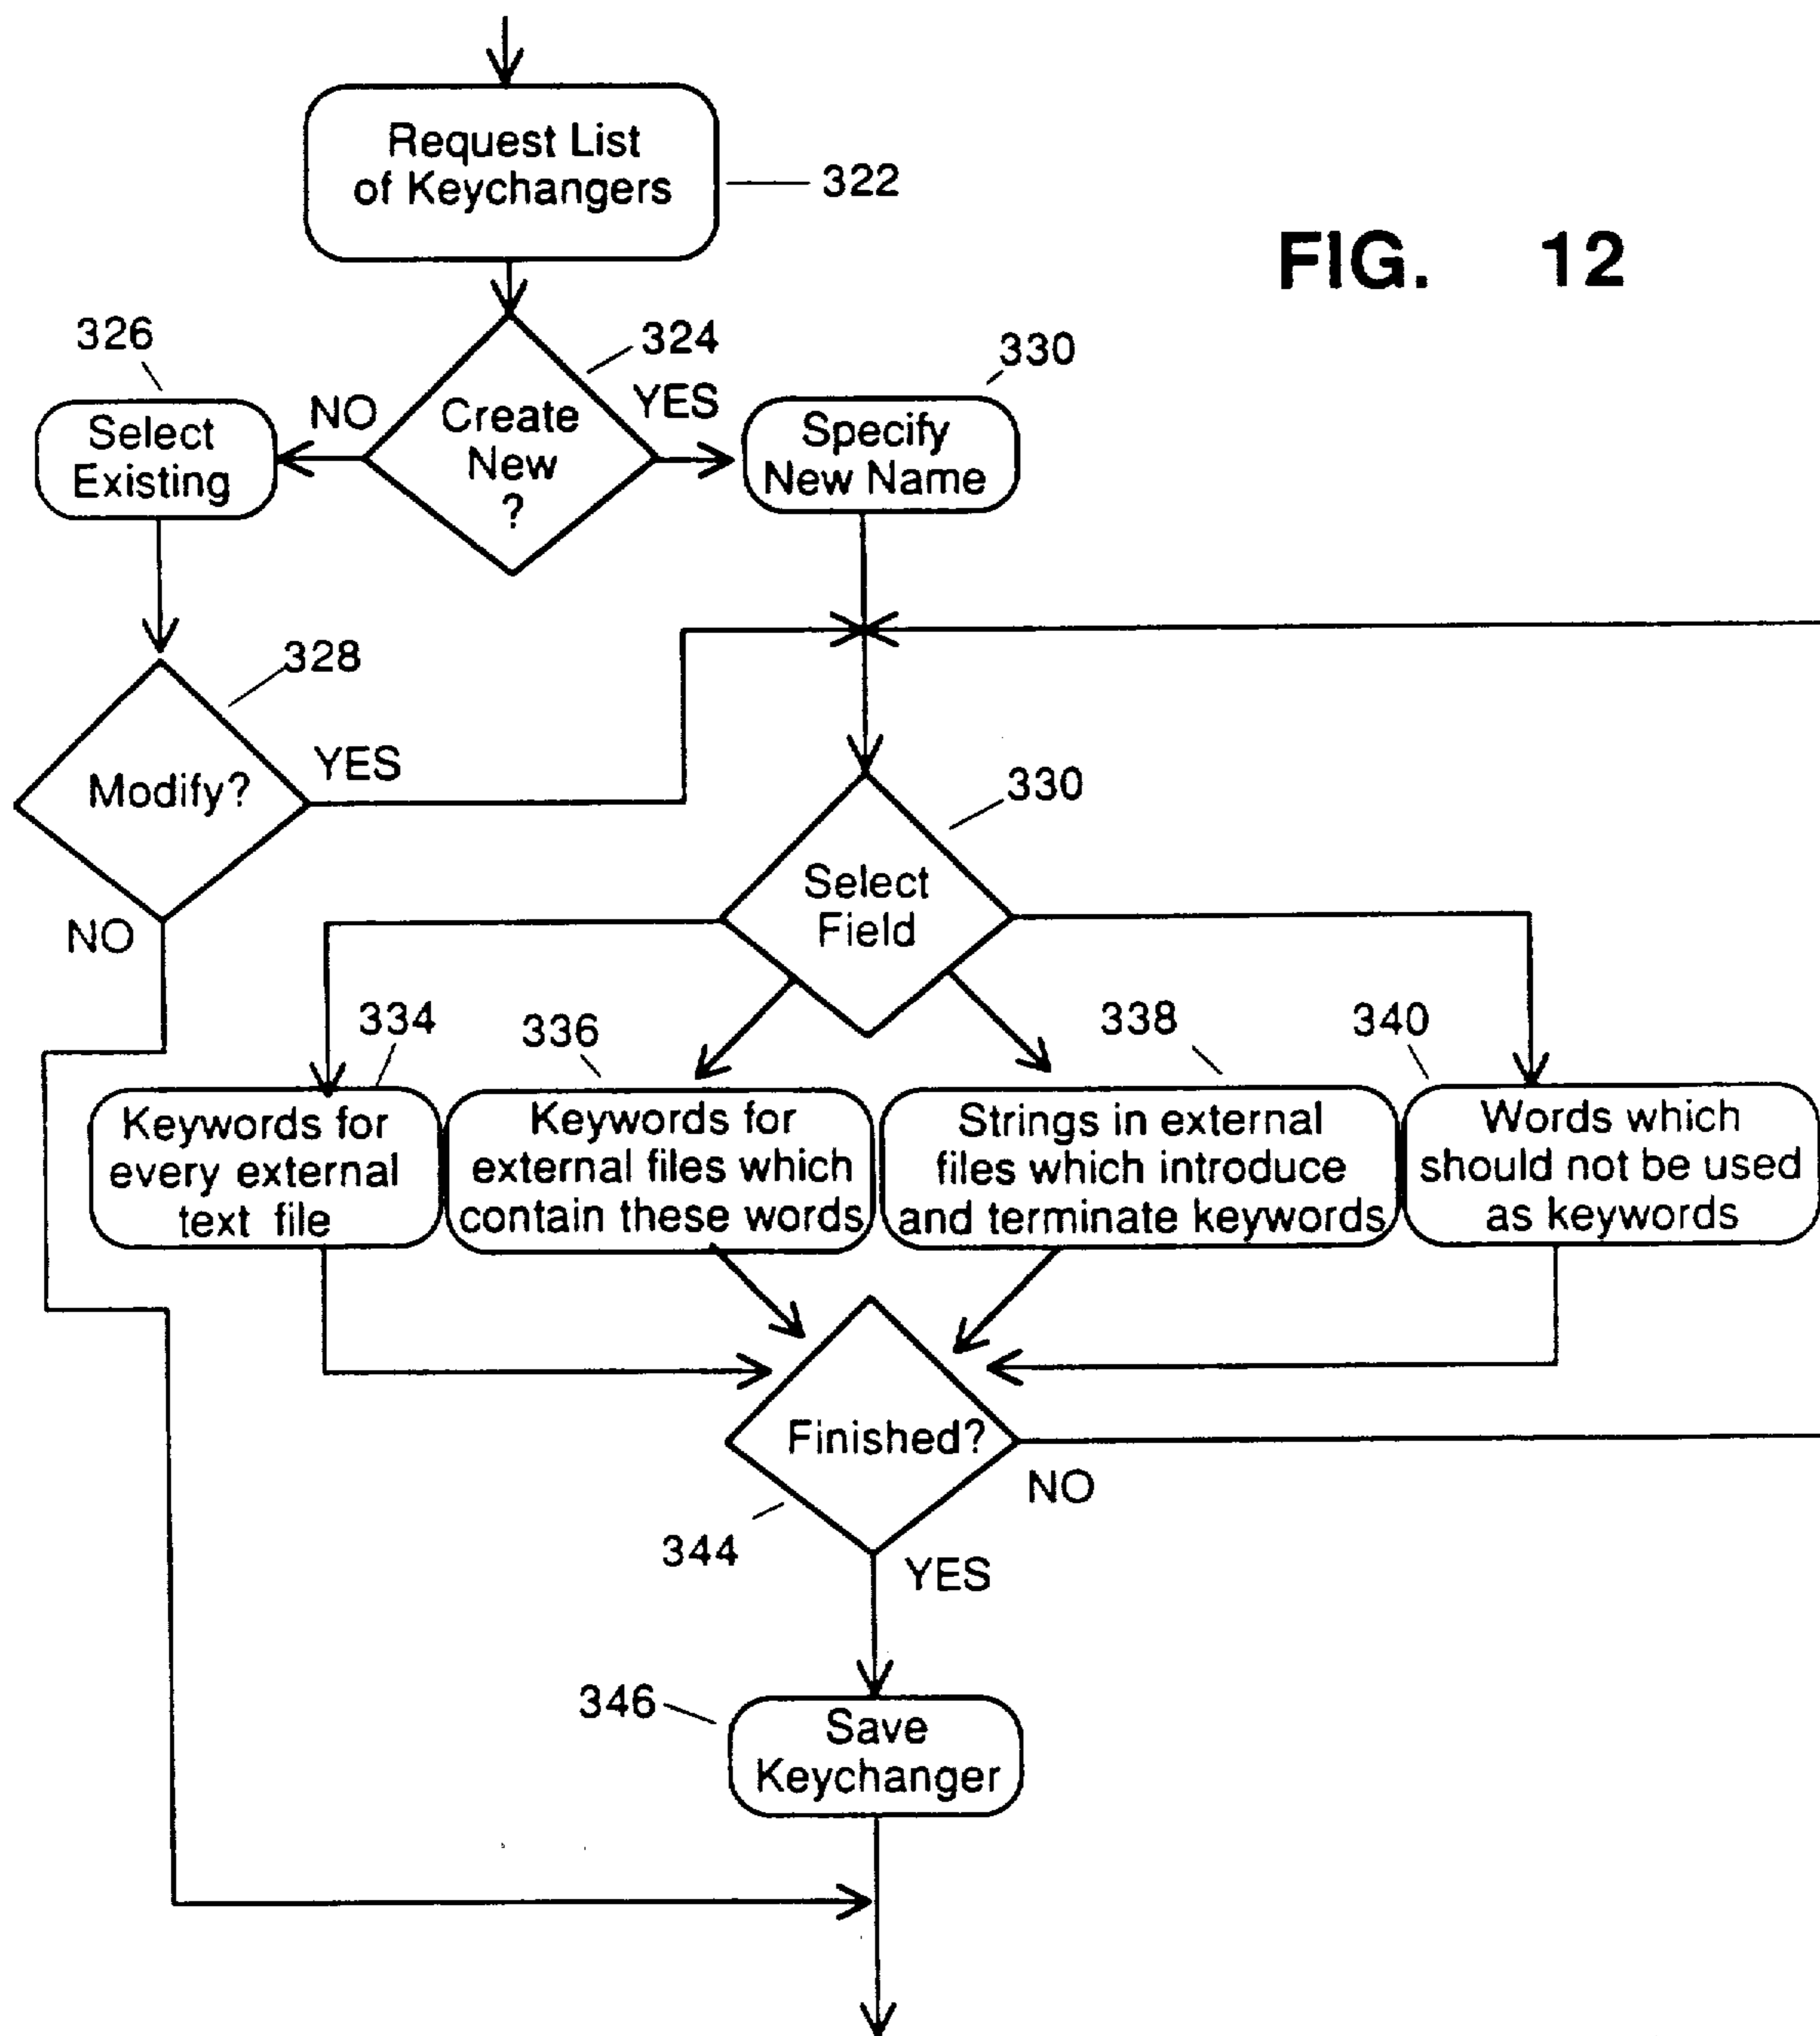 Request List
of Keychangers
322
FIG. 12
326
324
330
NO
YES
Select
Existing
Create
New
?
Specify
New Name
328
Modify?
YES
NO
330
Select
Field
334
336
338
340
Keywords for
every external
text file
Keywords for
external files which
contain these words
Strings in external
files which introduce
and terminate keywords
Words which
should not be used
as keywords
Finished?
NO
344
YES
346
Save
Keychanger